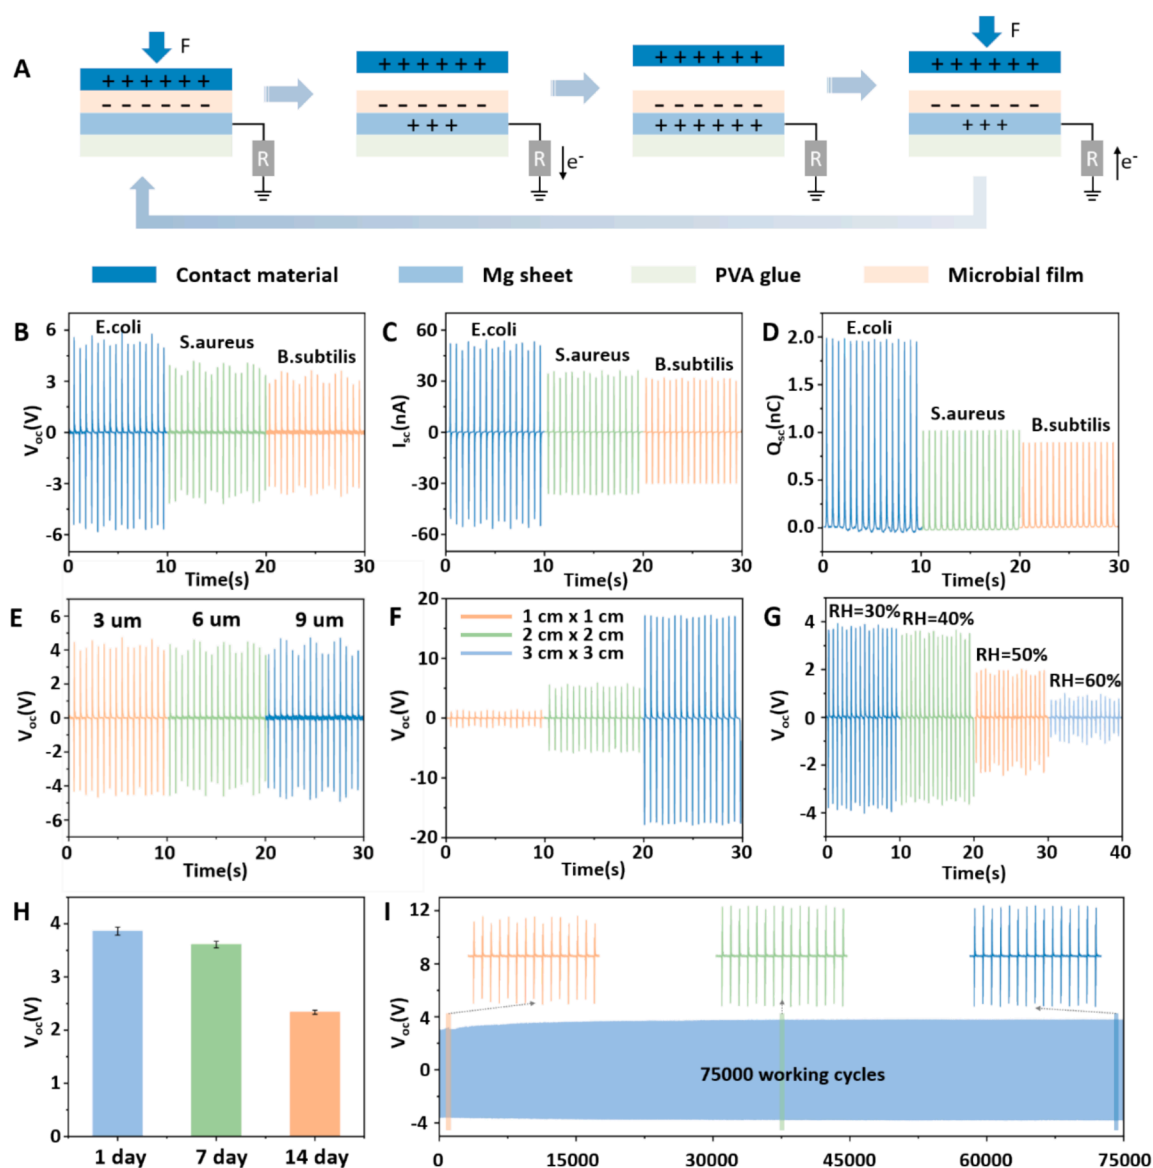 A
F
F
+ + + + + +
+ + + + + +
+ + + + + +
+ + + + + +
- - - - - -
- - - - - -
- - - - - -
- - - - - -
+ + +
+ + + + + +
+ + +
R
R
e-
R
R
e-
Contact material
Mg sheet
PVA glue
Microbial film
B
E.coli
S.aureus
B.subtilis
Voc(V)
6
3
0
-3
-6
0
10
20
30
Time(s)
C
E.coli
S.aureus
B.subtilis
Isc(nA)
60
30
0
-30
-60
0
10
20
30
Time(s)
D
E.coli
S.aureus
B.subtilis
Qsc(nC)
2.0
1.5
1.0
0.5
0.0
0
10
20
30
Time(s)
E
3 um
6 um
9 um
Voc(V)
6
4
2
0
-2
-4
-6
0
10
20
30
Time(s)
F
1 cm x 1 cm
2 cm x 2 cm
3 cm x 3 cm
Voc(V)
20
10
0
-10
-20
0
10
20
30
Time(s)
G
RH=30%
RH=40%
RH=50%
RH=60%
Voc(V)
4
2
0
-2
-4
0
10
20
30
40
Time(s)
H
Voc(V)
4
3
2
1
0
1 day
7 day
14 day
I
Voc(V)
12
8
4
0
-4
75000 working cycles
0
15000
30000
45000
60000
75000